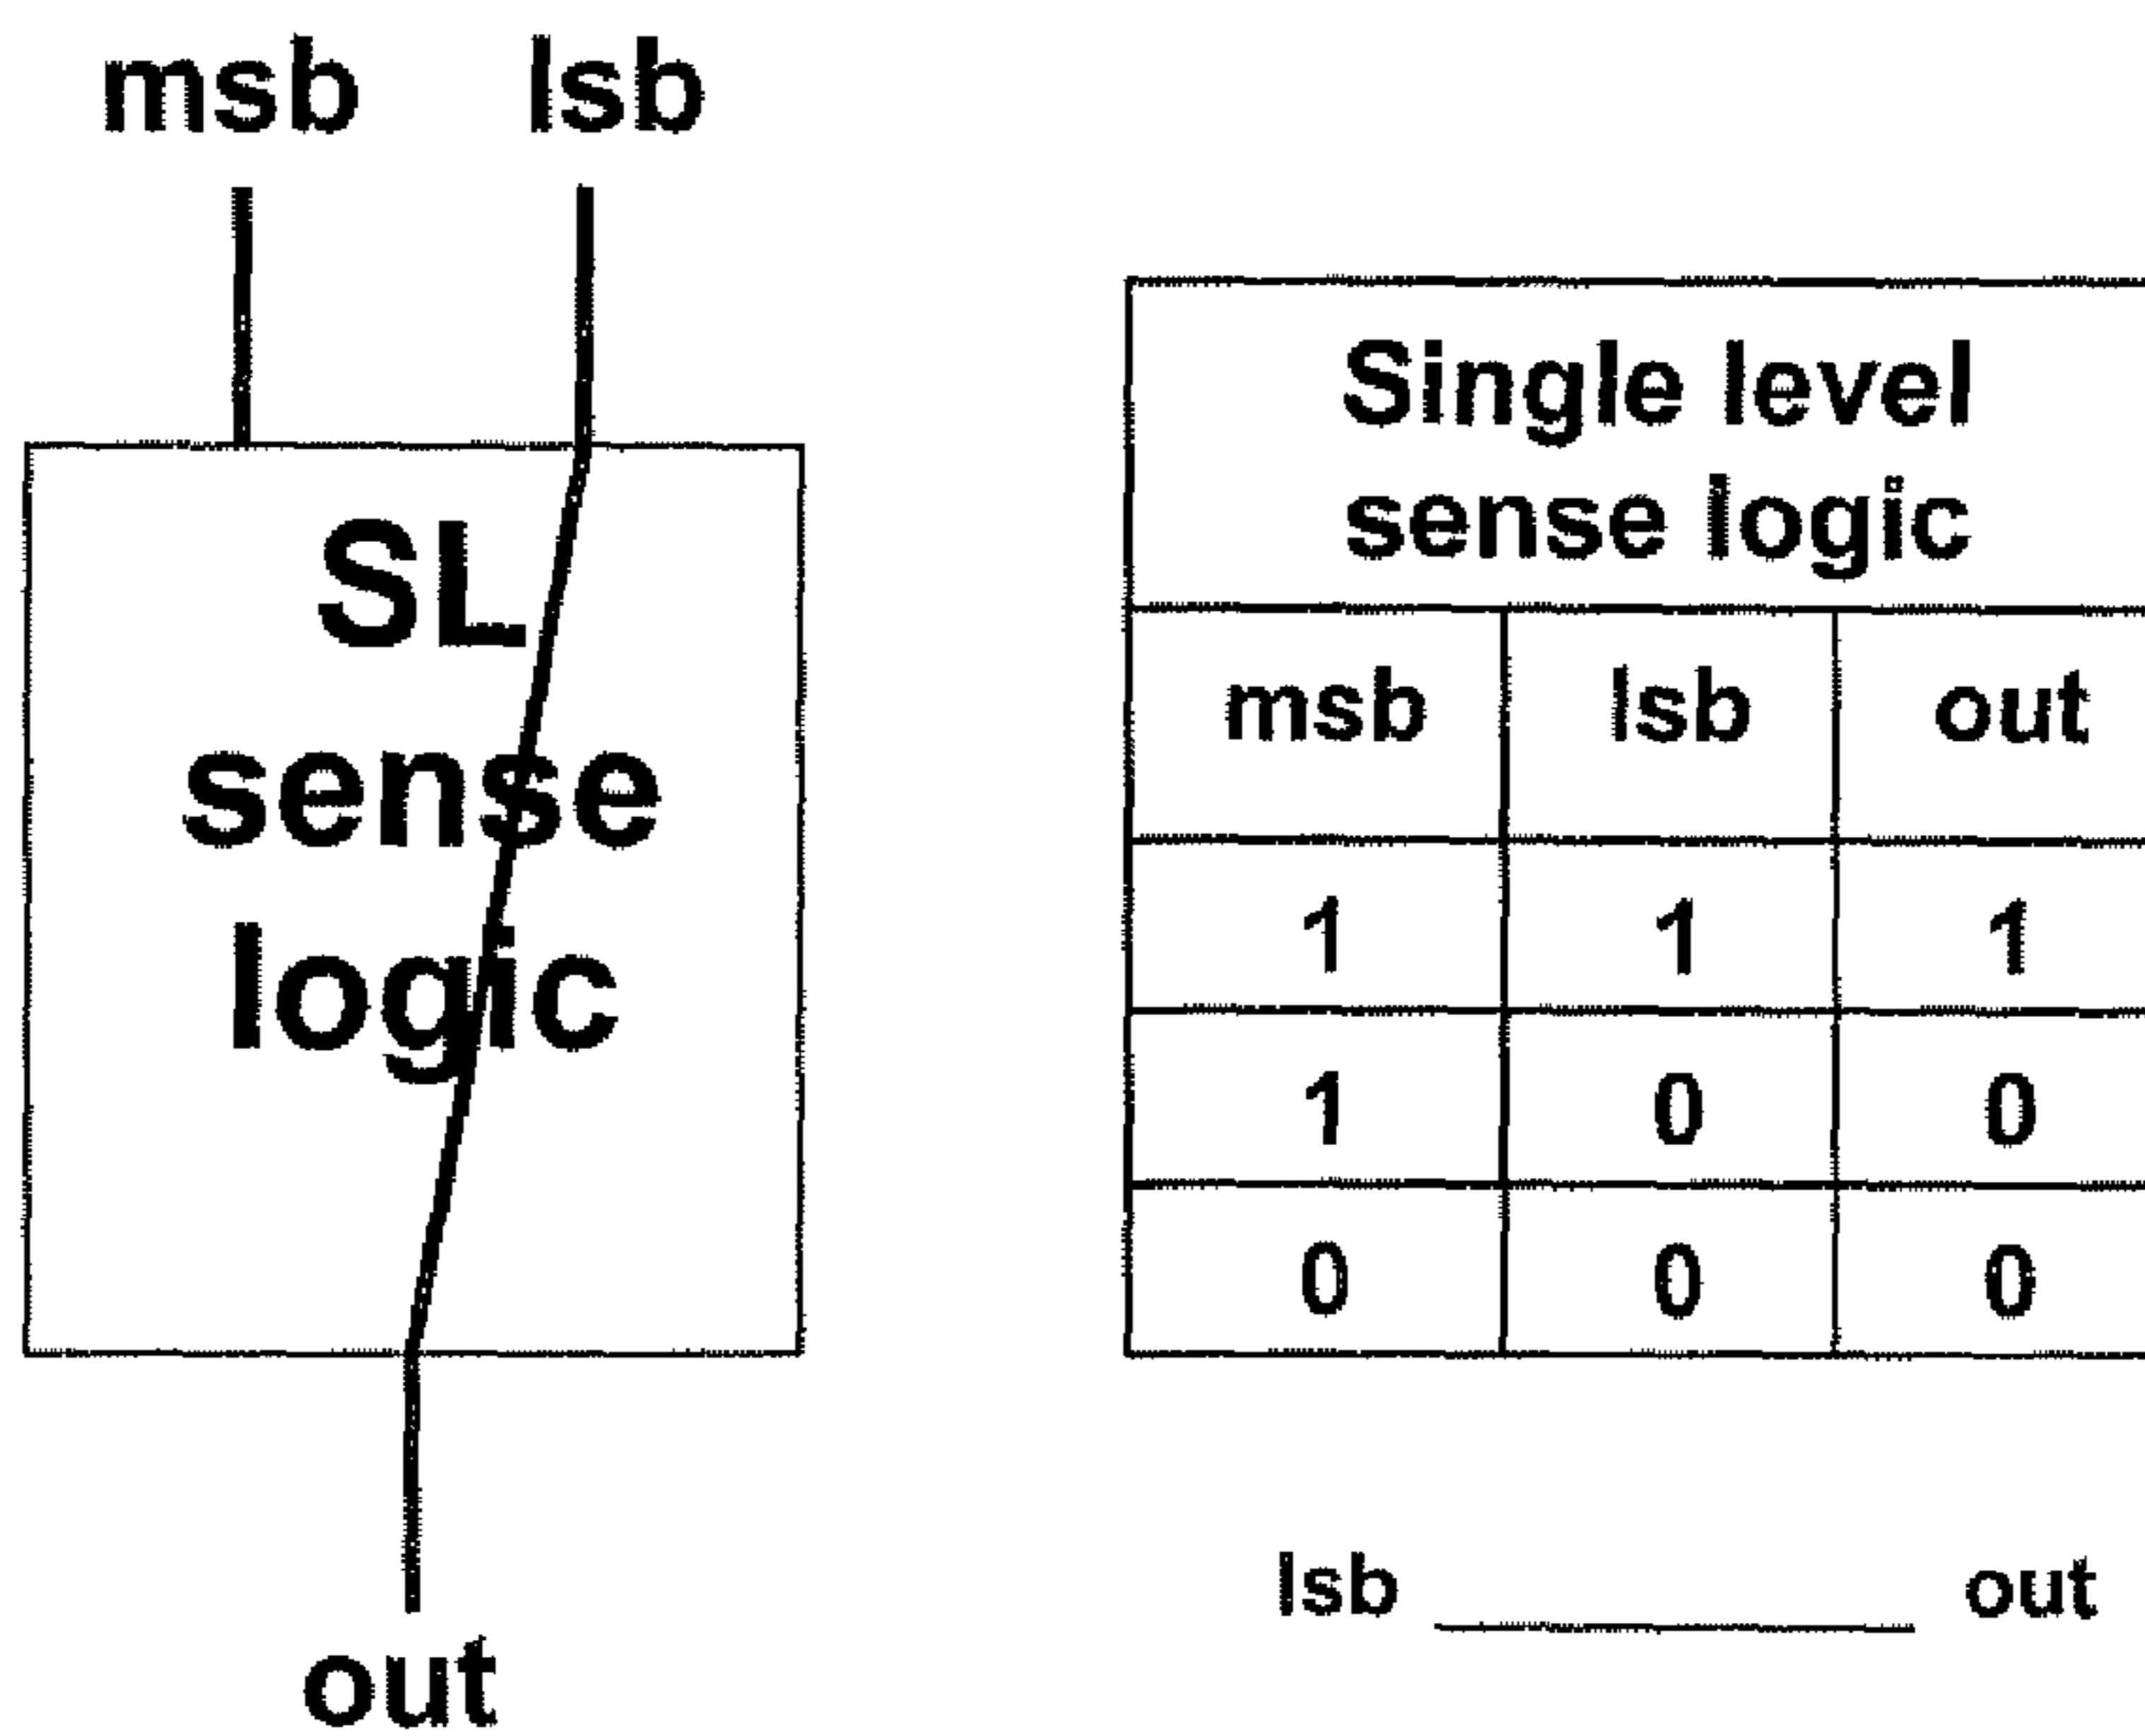 msb lsb
SL
sense
logic
out
Single level
sense logic
msb lsb out
1 1 1
1 0 0
0 0 0
lsb out